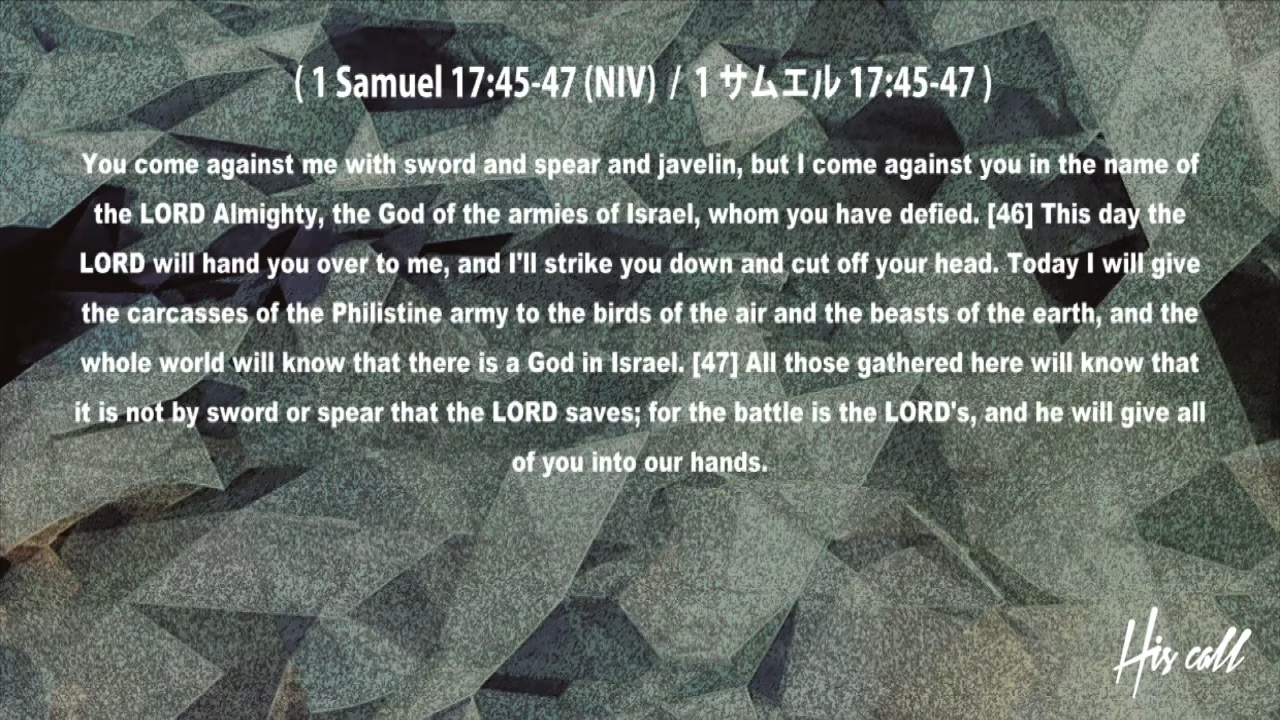 ( 1 Samuel 17:45-47 (NIV) / 1 サムエル 17:45-47 )
You come against me with sword and spear and javelin, but I come against you in the name of
the LORD Almighty, the God of the armies of Israel, whom you have defied. [46] This day the
LORD will hand you over to me, and I'll strike you down and cut off your head. Today I will give
the carcasses of the Philistine army to the birds of the air and the beasts of the earth, and the
whole world will know that there is a God in Israel. [47] All those gathered here will know that
it is not by sword or spear that the LORD saves; for the battle is the LORD's, and he will give all
of you into our hands.
His call